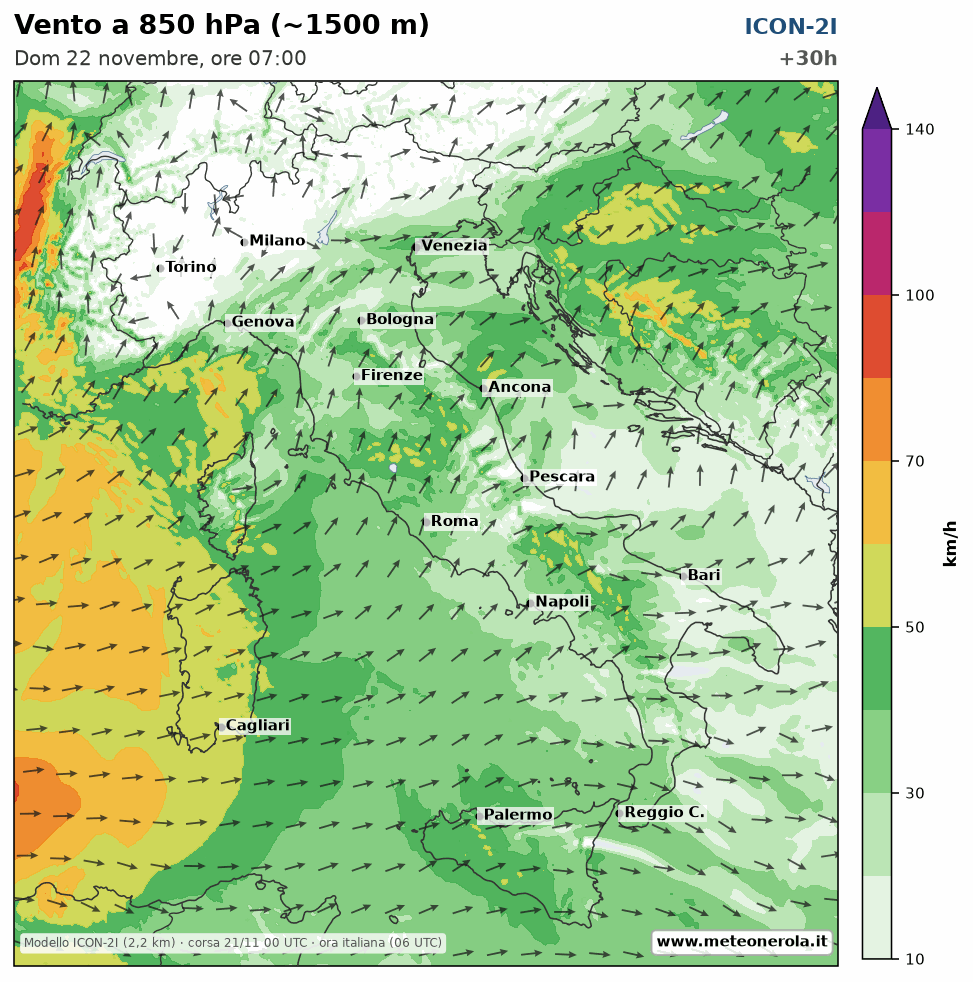 Vento a 850 hPa (~1500 m)
ICON-2I
Dom 22 novembre, ore 07:00
+30h
Milano
Venezia
Torino
Genova
Bologna
Firenze
Ancona
Pescara
Roma
Bari
Napoli
Cagliari
Palermo
Reggio C.
140
100
70
50
30
10
km/h
Modello ICON-2I (2,2 km) · corsa 21/11 00 UTC · ora italiana (06 UTC)
www.meteonerola.it